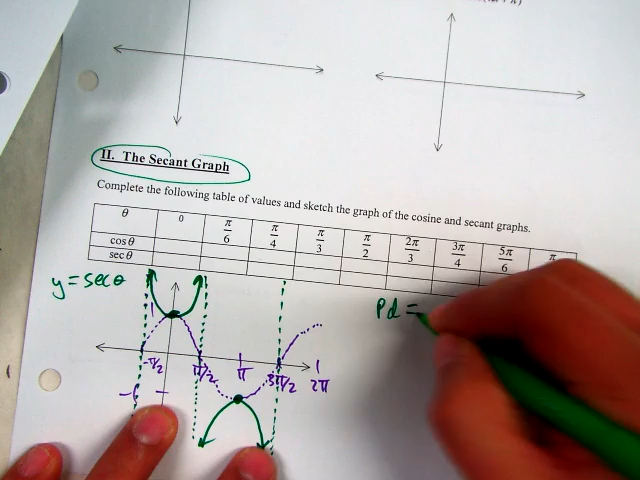 II. The Secant Graph
Complete the following table of values and sketch the graph of the cosine and secant graphs.
θ 0 π/6 π/4 π/3 π/2 2π/3 3π/4 5π/6 π
cos θ
sec θ
y = sec θ
Pd =
1
-π/2 π/2 π 3π/2 2π
-1